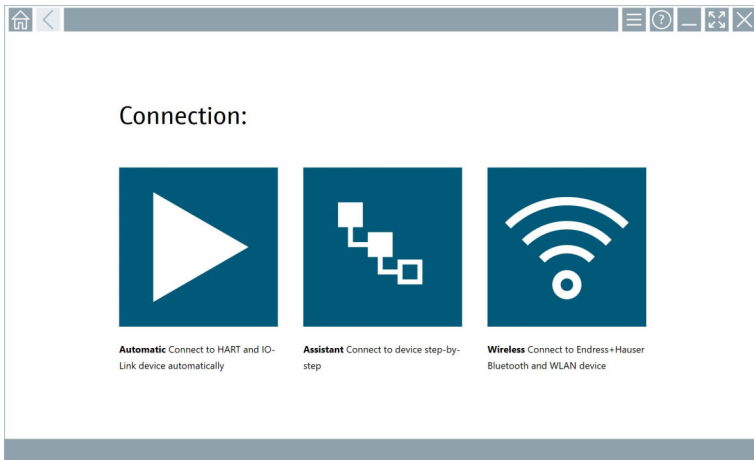 Connection:
Automatic Connect to HART and IO-
Link device automatically
Assistant Connect to device step-by-
step
Wireless Connect to Endress+Hauser
Bluetooth and WLAN device